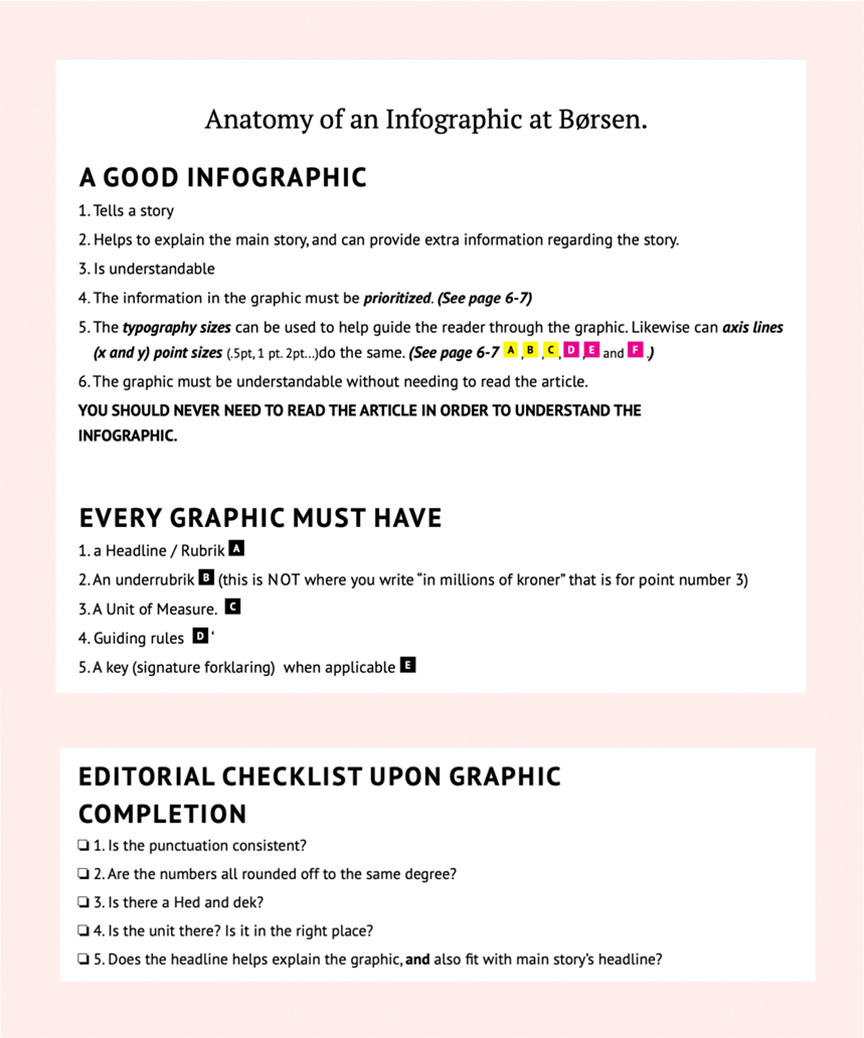 Anatomy of an Infographic at Børsen.
A GOOD INFOGRAPHIC
1. Tells a story
2. Helps to explain the main story, and can provide extra information regarding the story.
3. Is understandable
4. The information in the graphic must be prioritized. (See page 6-7)
5. The typography sizes can be used to help guide the reader through the graphic. Likewise can axis lines
(x and y) point sizes (.5pt, 1 pt. 2pt...)do the same. (See page 6-7 A ,B ,C, D ,E and F .)
6. The graphic must be understandable without needing to read the article.
YOU SHOULD NEVER NEED TO READ THE ARTICLE IN ORDER TO UNDERSTAND THE
INFOGRAPHIC.
EVERY GRAPHIC MUST HAVE
1. a Headline / Rubrik A
2. An underrubrik B (this is NOT where you write “in millions of kroner” that is for point number 3)
3. A Unit of Measure. C
4. Guiding rules D ‘
5. A key (signature forklaring) when applicable E
EDITORIAL CHECKLIST UPON GRAPHIC
COMPLETION
❏ 1. Is the punctuation consistent?
❏ 2. Are the numbers all rounded off to the same degree?
❏ 3. Is there a Hed and dek?
❏ 4. Is the unit there? Is it in the right place?
❏ 5. Does the headline helps explain the graphic, and also fit with main story’s headline?